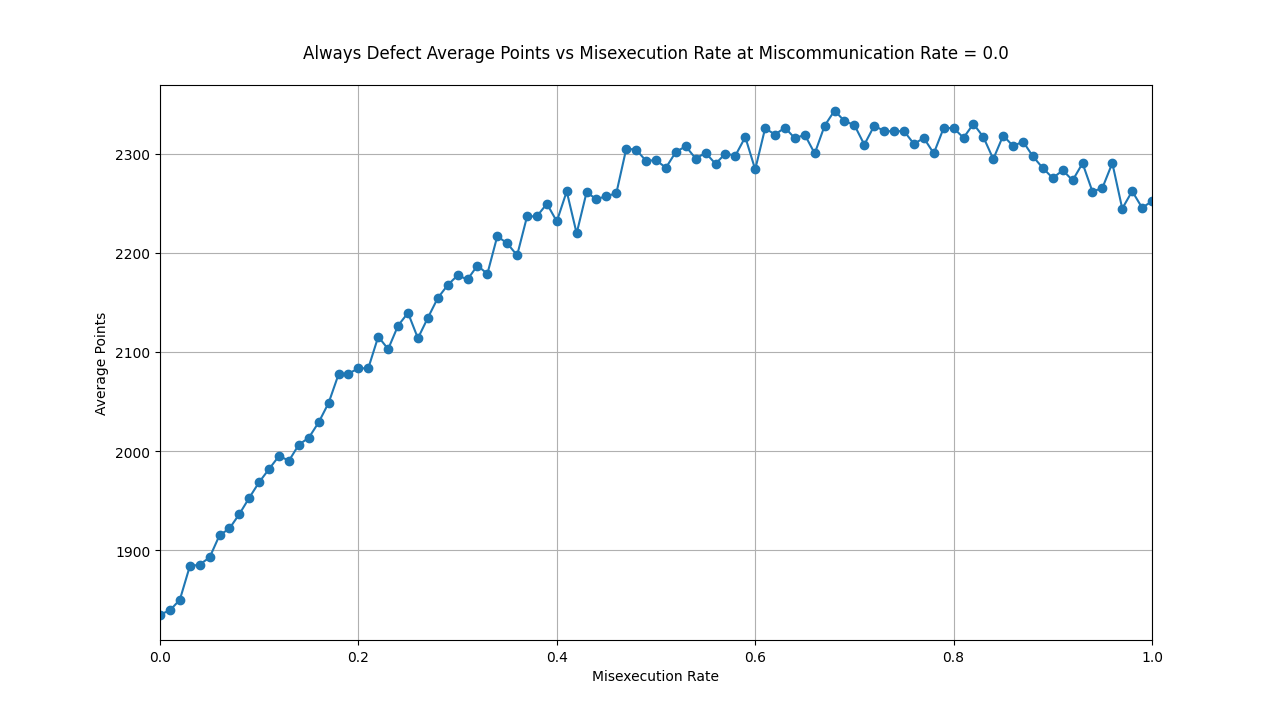 Always Defect Average Points vs Misexecution Rate at Miscommunication Rate = 0.0
2300
2200
2100
2000
1900
Average Points
0.0 0.2 0.4 0.6 0.8 1.0
Misexecution Rate